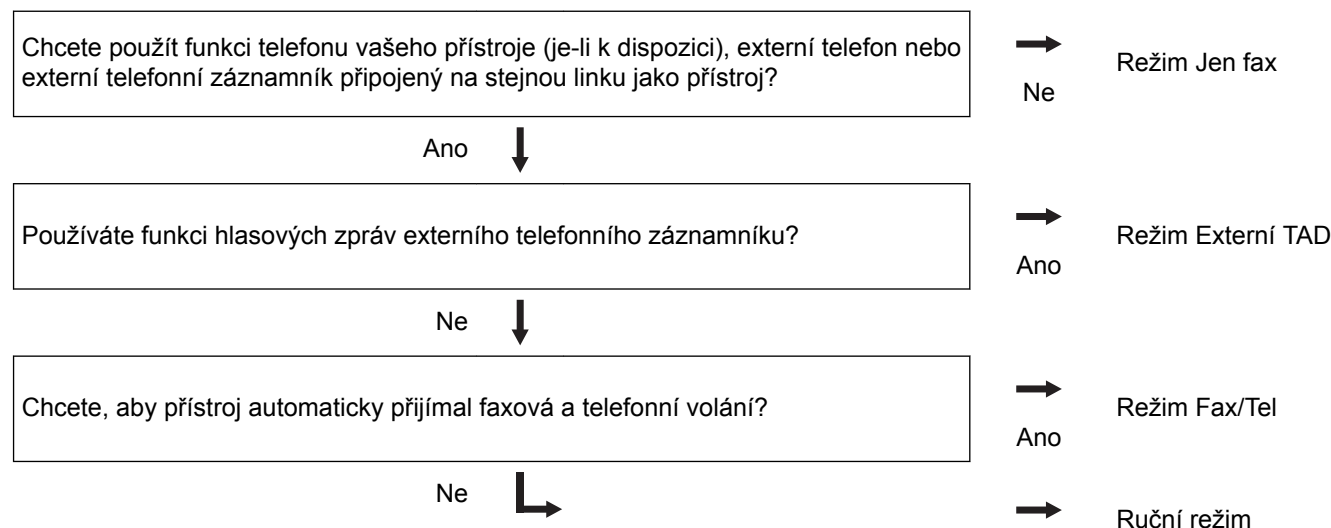 Chcete použít funkci telefonu vašeho přístroje (je-li k dispozici), externí telefon nebo
externí telefonní záznamník připojený na stejnou linku jako přístroj?
Režim Jen fax
Ne
Ano
Používáte funkci hlasových zpráv externího telefonního záznamníku?
Režim Externí TAD
Ano
Ne
Chcete, aby přístroj automaticky přijímal faxová a telefonní volání?
Režim Fax/Tel
Ano
Ne
Ruční režim